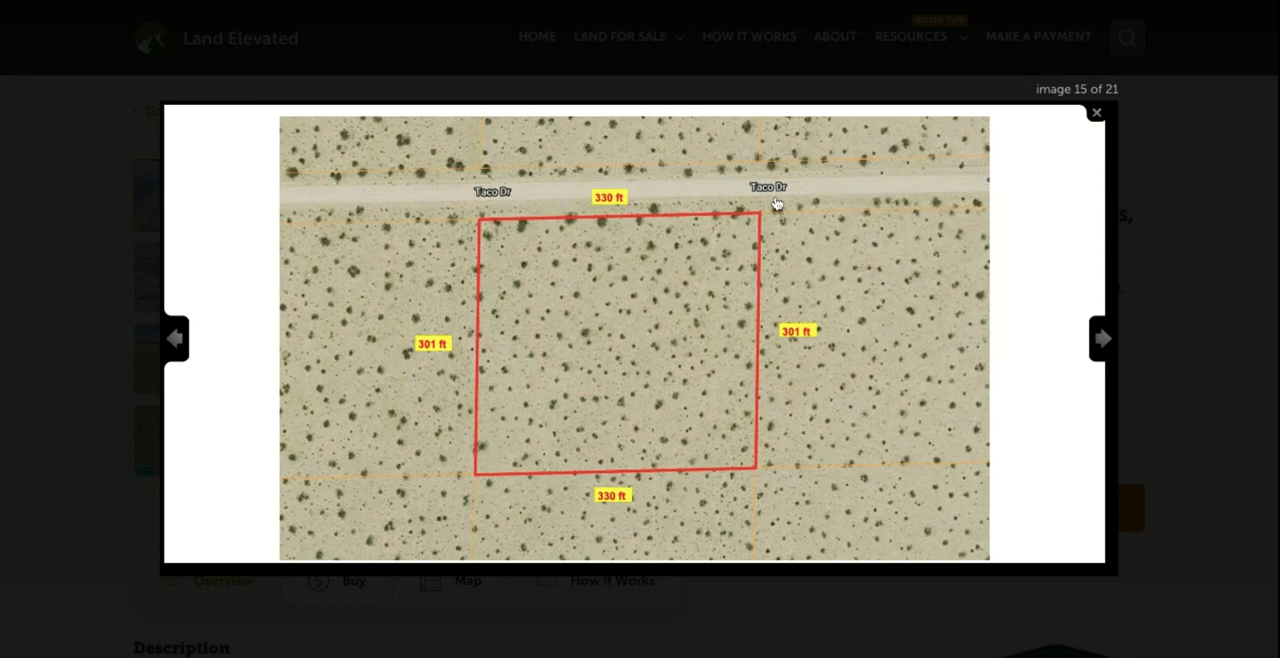 Land Elevated
HOME LAND FOR SALE HOW IT WORKS ABOUT RESOURCES MAKE A PAYMENT
image 15 of 21
Taco Dr
Taco Dr
330 ft
301 ft
301 ft
330 ft
Overview Buy Map How It Works
Description